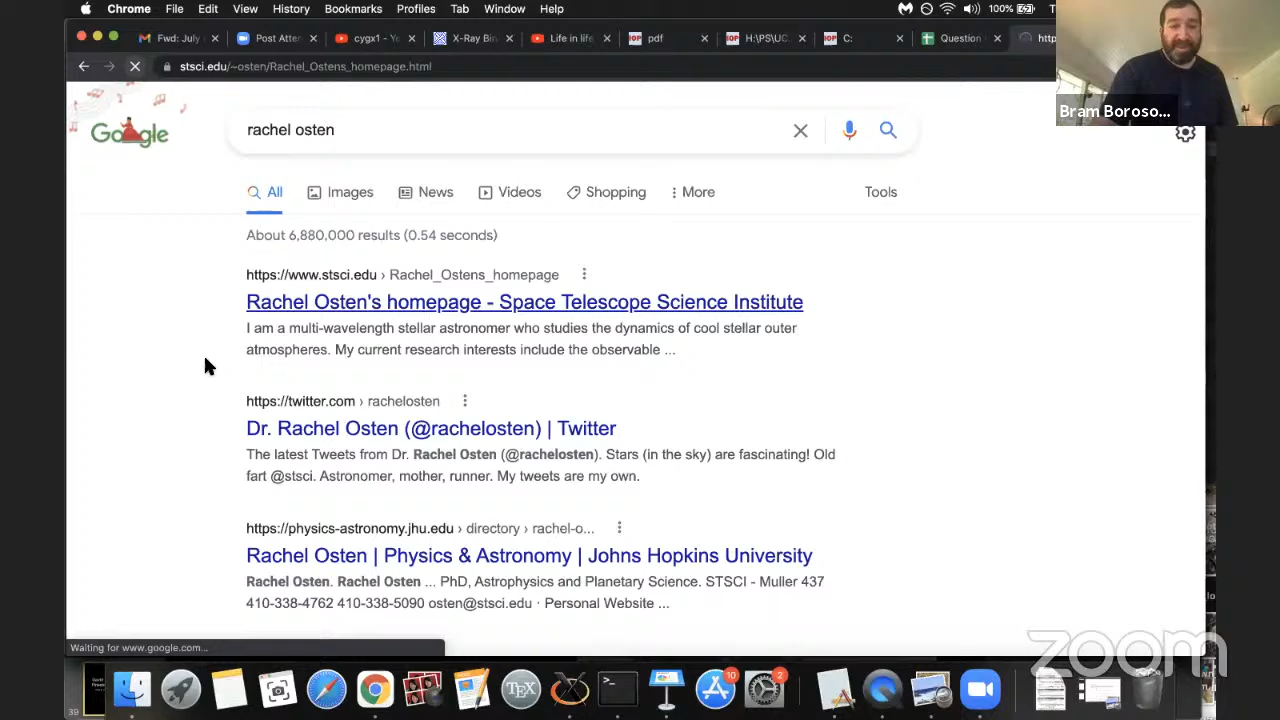 Chrome File Edit View History Bookmarks Profiles Tab Window Help 100%
Fwd: July Post Atter cygx1 - Ye X-Ray Bin Life in life pdf H:\PS\UC. C: Question
stsci.edu/~osten/Rachel_Ostens_homepage.html
Bram Boroso...
Google
rachel osten
All Images News Videos Shopping More Tools
About 6,880,000 results (0.54 seconds)
https://www.stsci.edu › Rachel_Ostens_homepage
Rachel Osten's homepage - Space Telescope Science Institute
I am a multi-wavelength stellar astronomer who studies the dynamics of cool stellar outer
atmospheres. My current research interests include the observable ...
https://twitter.com › rachelosten
Dr. Rachel Osten (@rachelosten) | Twitter
The latest Tweets from Dr. Rachel Osten (@rachelosten). Stars (in the sky) are fascinating! Old
fart @stsci. Astronomer, mother, runner. My tweets are my own.
https://physics-astronomy.jhu.edu › directory › rachel-o...
Rachel Osten | Physics & Astronomy | Johns Hopkins University
Rachel Osten. Rachel Osten ... PhD, Astrophysics and Planetary Science. STSCI - Muller 437
410-338-4762 410-338-5090 osten@stsci.edu · Personal Website ...
Waiting for www.google.com...
zoom
10
2
39